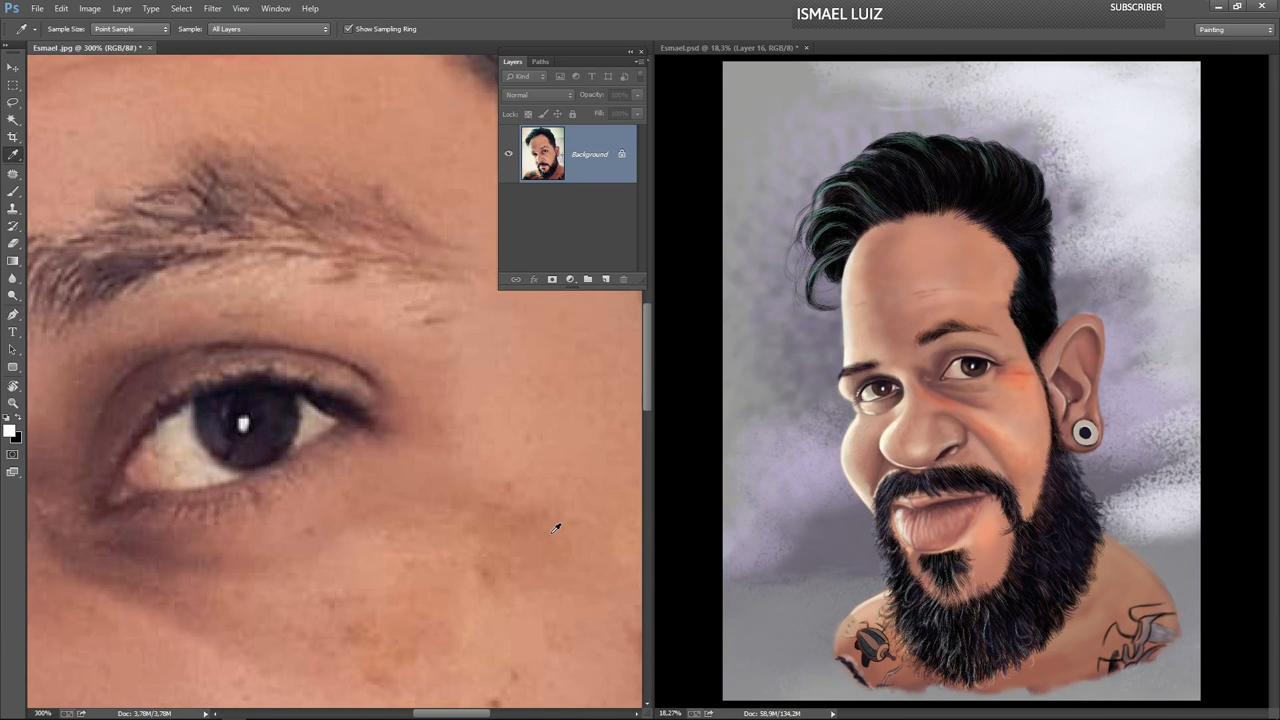 Ps File Edit Image Layer Type Select Filter View Window Help
ISMAEL LUIZ
SUBSCRIBER
Sample Size: Point Sample Sample: All Layers Show Sampling Ring
Painting
Esmael .jpg @ 300% (RGB/8#) * ×
Esmael.psd @ 18,3% (Layer 16, RGB/8) * ×
Layers Paths
Kind
Normal Opacity: 100%
Lock: Fill: 100%
Background
300% Doc: 3,78M/3,78M
18,27% Doc: 58,9M/134,2M